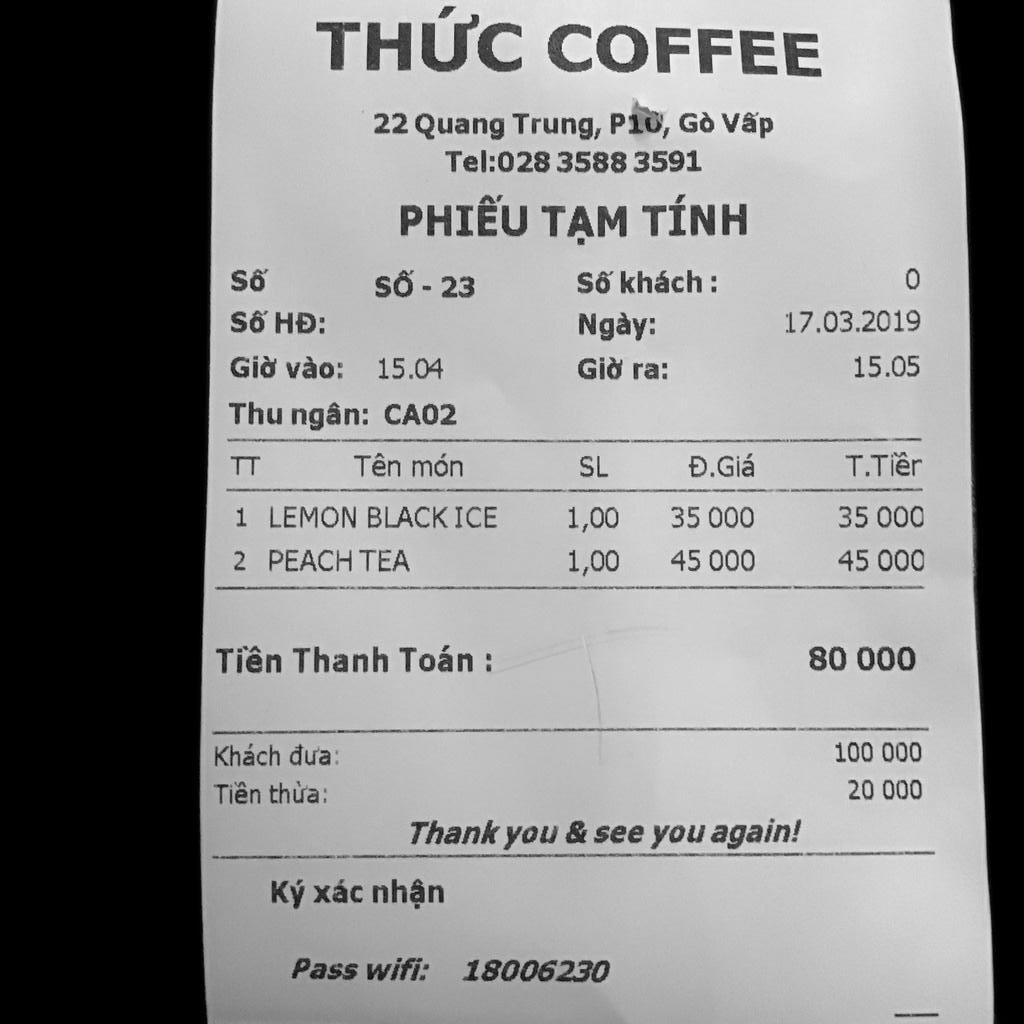 THỨC COFFEE
22 Quang Trung, P10, Gò Vấp
Tel:028 3588 3591
PHIẾU TẠM TÍNH
Số SỐ - 23 Số khách : 0
Số HĐ: Ngày: 17.03.2019
Giờ vào: 15.04 Giờ ra: 15.05
Thu ngân: CA02
TT Tên món SL Đ.Giá T.Tiền
1 LEMON BLACK ICE 1,00 35 000 35 000
2 PEACH TEA 1,00 45 000 45 000
Tiền Thanh Toán : 80 000
Khách đưa: 100 000
Tiền thừa: 20 000
Thank you & see you again!
Ký xác nhận
Pass wifi: 18006230